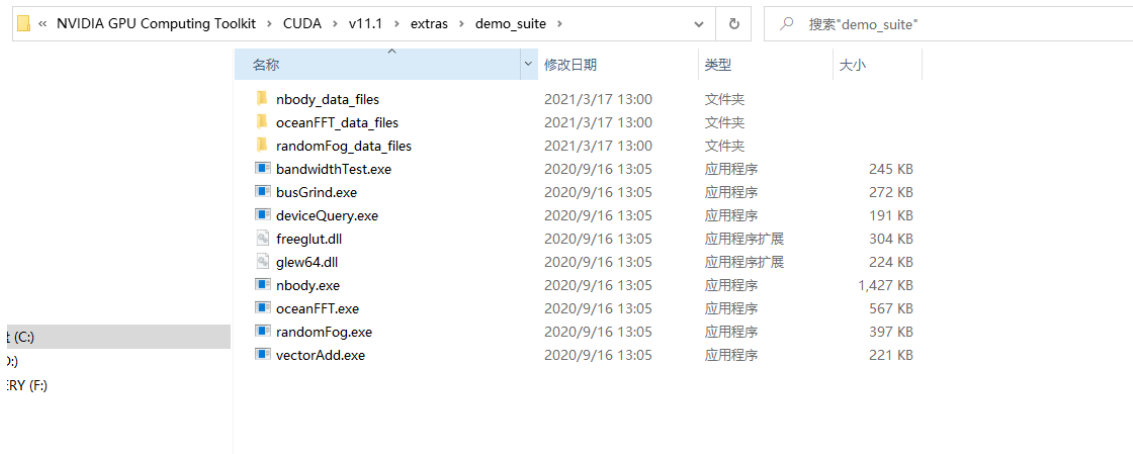 « NVIDIA GPU Computing Toolkit › CUDA › v11.1 › extras › demo_suite › 搜索"demo_suite"
名称 修改日期 类型 大小
nbody_data_files 2021/3/17 13:00 文件夹
oceanFFT_data_files 2021/3/17 13:00 文件夹
randomFog_data_files 2021/3/17 13:00 文件夹
bandwidthTest.exe 2020/9/16 13:05 应用程序 245 KB
busGrind.exe 2020/9/16 13:05 应用程序 272 KB
deviceQuery.exe 2020/9/16 13:05 应用程序 191 KB
freeglut.dll 2020/9/16 13:05 应用程序扩展 304 KB
glew64.dll 2020/9/16 13:05 应用程序扩展 224 KB
nbody.exe 2020/9/16 13:05 应用程序 1,427 KB
oceanFFT.exe 2020/9/16 13:05 应用程序 567 KB
randomFog.exe 2020/9/16 13:05 应用程序 397 KB
vectorAdd.exe 2020/9/16 13:05 应用程序 221 KB
(C:)
:)
RY (F:)